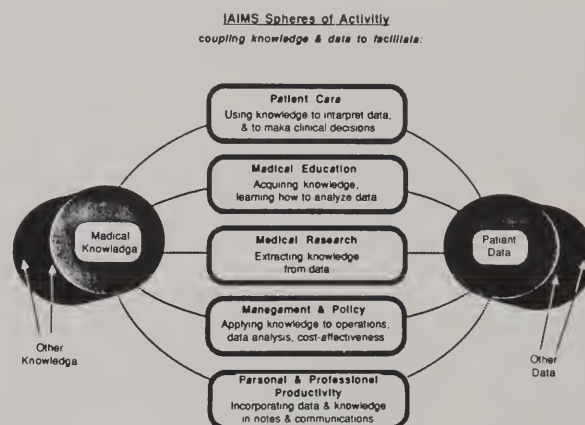 IAIMS Spheres of Activitiy
coupling knowledge & data to facilitate:
Patient Care
Using knowledge to interpret data,
& to make clinical decisions
Medical Education
Acquiring knowledge,
learning how to analyze data
Medical Knowledge
Patient Data
Medical Research
Extracting knowledge
from data
Management & Policy
Applying knowledge to operations,
data analysis, cost-effectiveness
Other
Knowledge
Other
Data
Personal & Professional
Productivity
Incorporating data & knowledge
in notes & communications